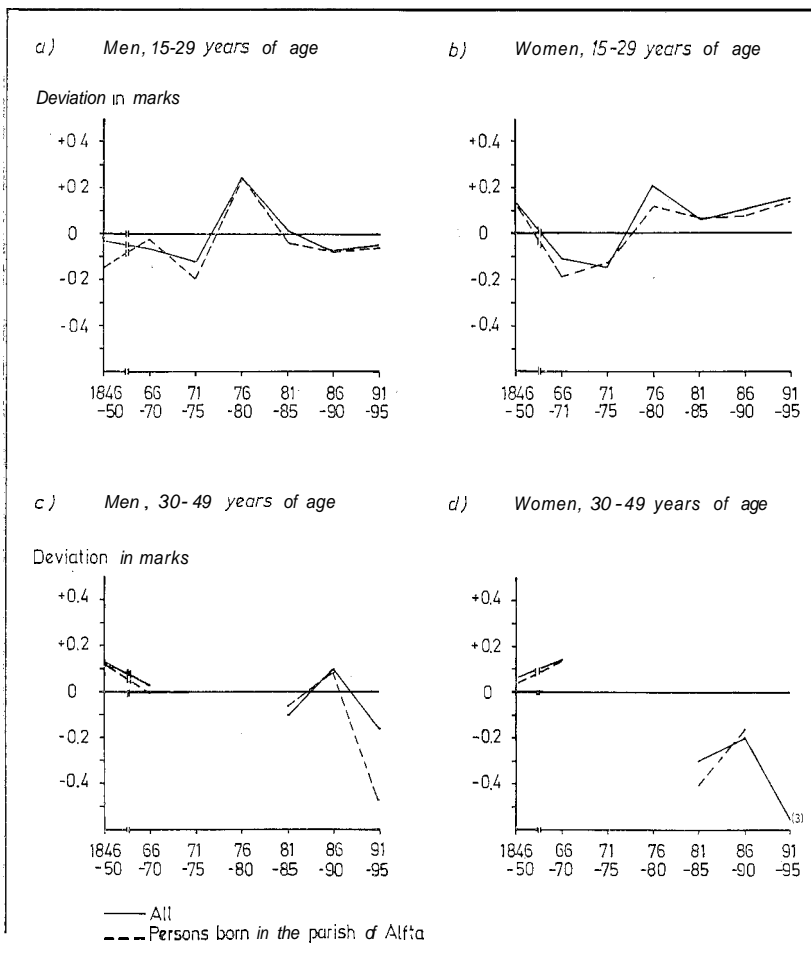 a) Men, 15-29 years of age
Deviation in marks
+0.4
+0.2
0
-0.2
-0.4
1846 66 71 76 81 86 91
-50 -70 -75 -80 -85 -90 -95
b) Women, 15-29 years of age
+0.4
+0.2
0
-0.2
-0.4
1846 66 71 76 81 86 91
-50 -71 -75 -80 -85 -90 -95
c) Men, 30-49 years of age
Deviation in marks
+0.4
+0.2
0
-0.2
-0.4
1846 66 71 76 81 86 91
-50 -70 -75 -80 -85 -90 -95
d) Women, 30-49 years of age
+0.4
+0.2
0
-0.2
-0.4
(3)
1846 66 71 76 81 86 91
-50 -70 -75 -80 -85 -90 -95
All
Persons born in the parish of Alfta